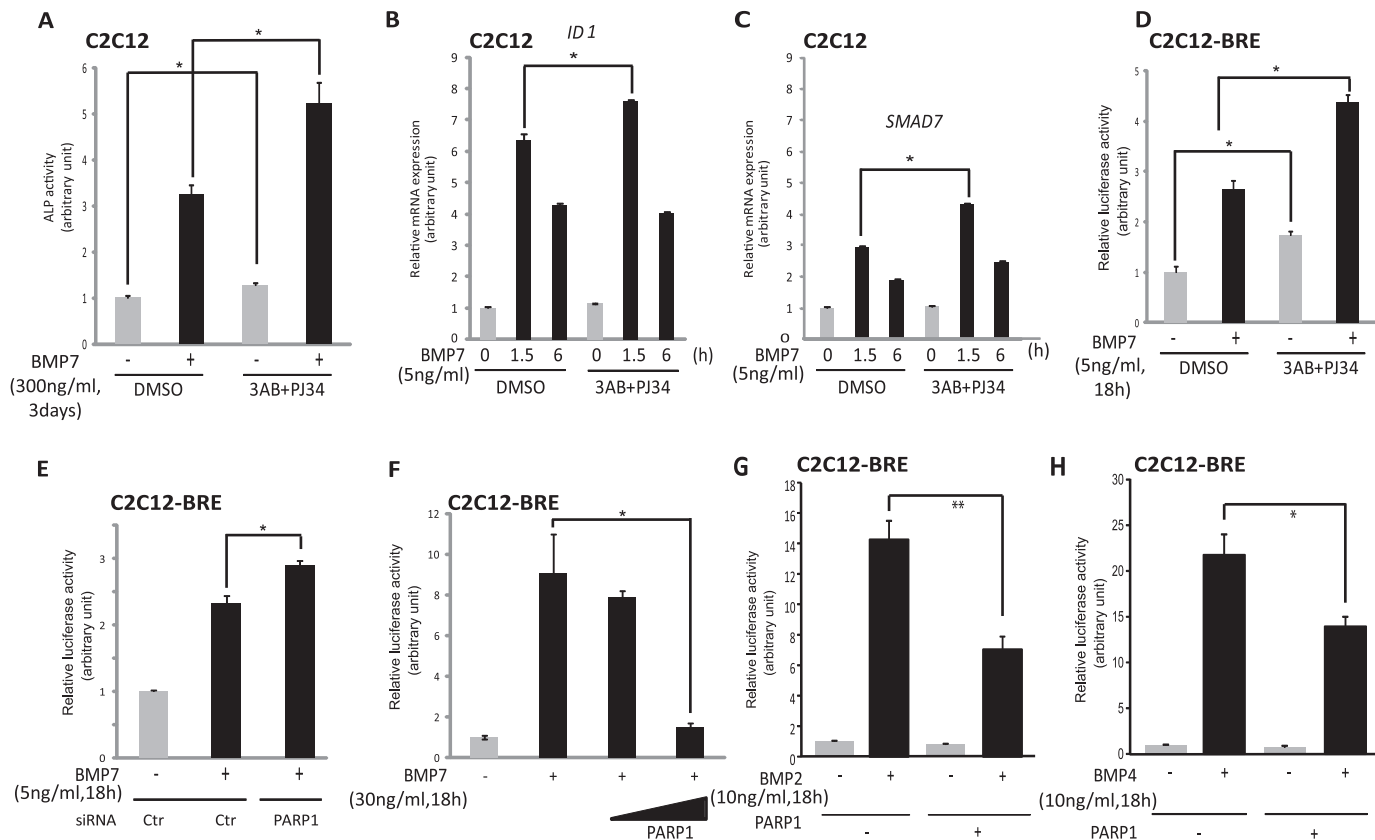 A
C2C12
*
*
ALP activity
(arbitrary unit)
6
5
4
3
2
1
0
BMP7 - + - +
(300ng/ml, 3days)
DMSO 3AB+PJ34
B
C2C12
ID1
*
Relative mRNA expression
(arbitrary unit)
9
8
7
6
5
4
3
2
1
0
BMP7 0 1.5 6 0 1.5 6 (h)
(5ng/ml)
DMSO 3AB+PJ34
C
C2C12
SMAD7
*
Relative mRNA expression
(arbitrary unit)
9
8
7
6
5
4
3
2
1
0
BMP7 0 1.5 6 0 1.5 6 (h)
(5ng/ml)
DMSO 3AB+PJ34
D
C2C12-BRE
*
*
Relative luciferase activity
(arbitrary unit)
5
4
3
2
1
0
BMP7 - + - +
(5ng/ml, 18h)
DMSO 3AB+PJ34
E
C2C12-BRE
*
Relative luciferase activity
(arbitrary unit)
3
2
1
0
BMP7 - + +
(5ng/ml,18h)
siRNA Ctr Ctr PARP1
F
C2C12-BRE
*
Relative luciferase activity
(arbitrary unit)
12
10
8
6
4
2
0
BMP7 - + + +
(30ng/ml,18h)
PARP1
G
C2C12-BRE
**
Relative luciferase activity
(arbitrary unit)
18
16
14
12
10
8
6
4
2
0
BMP2 - + - +
(10ng/ml,18h)
PARP1 - +
H
C2C12-BRE
*
Relative luciferase activity
(arbitrary unit)
30
25
20
15
10
5
0
BMP4 - + - +
(10ng/ml,18h)
PARP1 - +